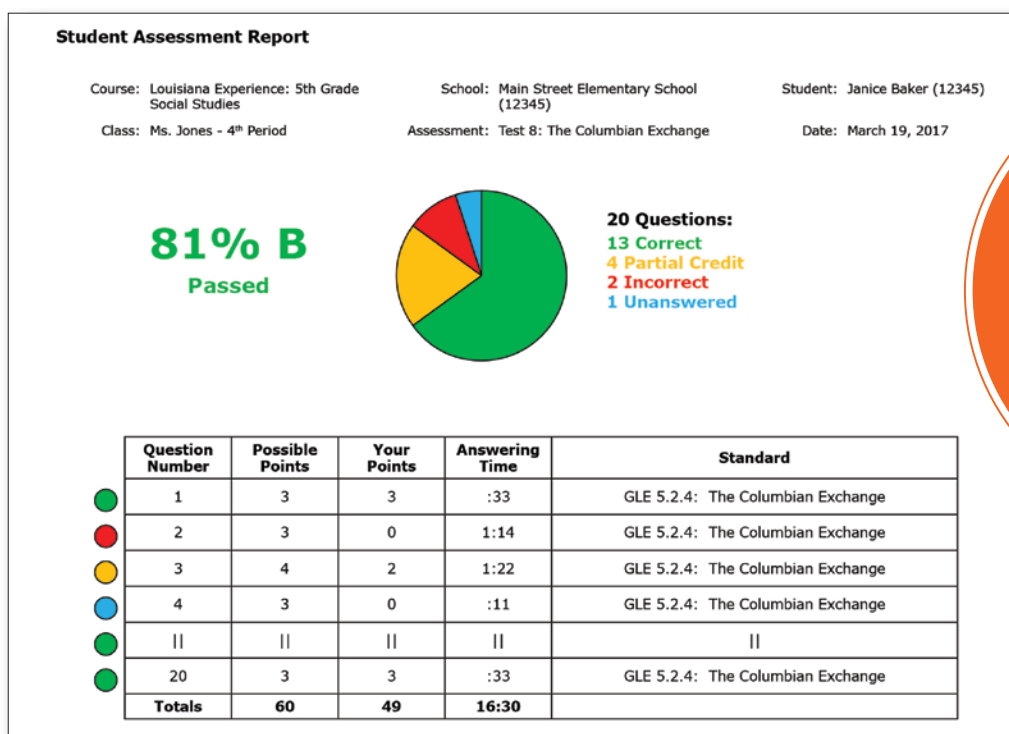 Student Assessment Report
Course: Louisiana Experience: 5th Grade Social Studies
School: Main Street Elementary School (12345)
Student: Janice Baker (12345)
Class: Ms. Jones - 4th Period
Assessment: Test 8: The Columbian Exchange
Date: March 19, 2017
81% B
Passed
20 Questions:
13 Correct
4 Partial Credit
2 Incorrect
1 Unanswered
Question Number Possible Points Your Points Answering Time Standard
1 3 3 :33 GLE 5.2.4: The Columbian Exchange
2 3 0 1:14 GLE 5.2.4: The Columbian Exchange
3 4 2 1:22 GLE 5.2.4: The Columbian Exchange
4 3 0 :11 GLE 5.2.4: The Columbian Exchange
|| || || || ||
20 3 3 :33 GLE 5.2.4: The Columbian Exchange
Totals 60 49 16:30